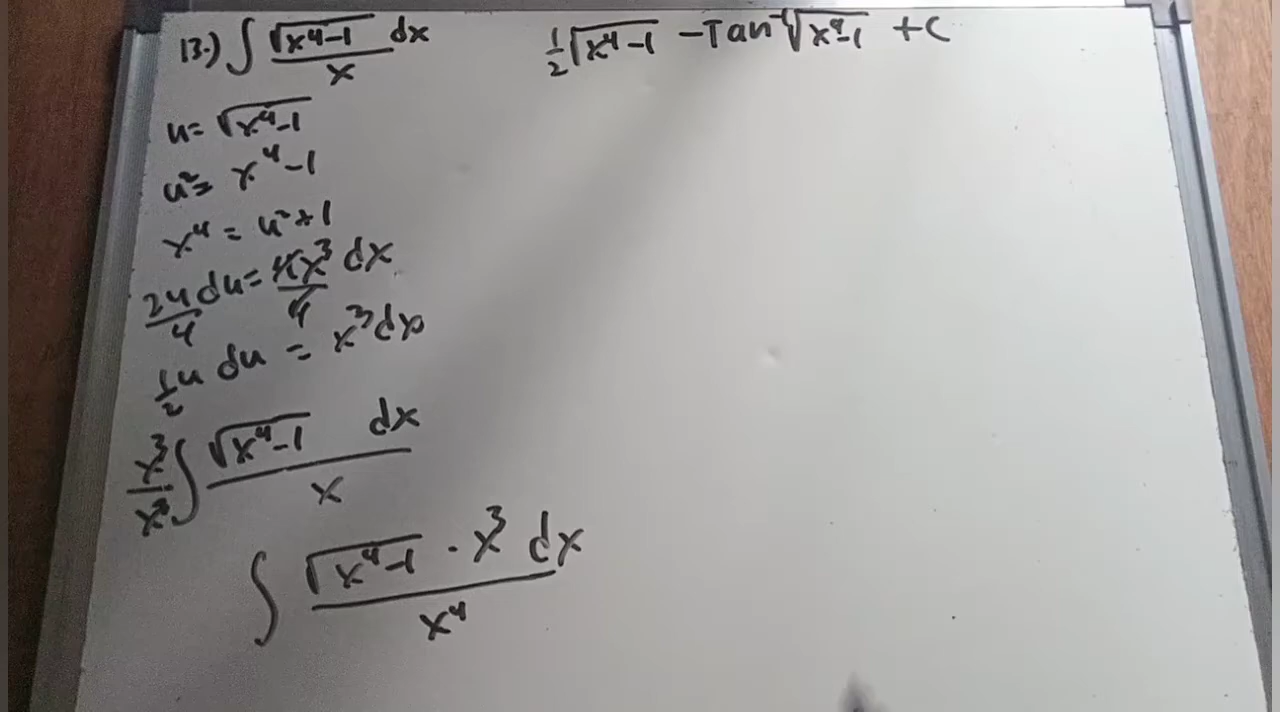 13.) ∫ √(x⁴-1) / x dx
½√(x⁴-1) - Tan⁻¹√(x⁴-1) + C
u = √(x⁴-1)
u² = x⁴-1
x⁴ = u²+1
2u du / 4 = 4x³ dx / 4
½u du = x³ dx
x³/x³ ∫ √(x⁴-1) dx / x
∫ √(x⁴-1) · x³ dx / x⁴